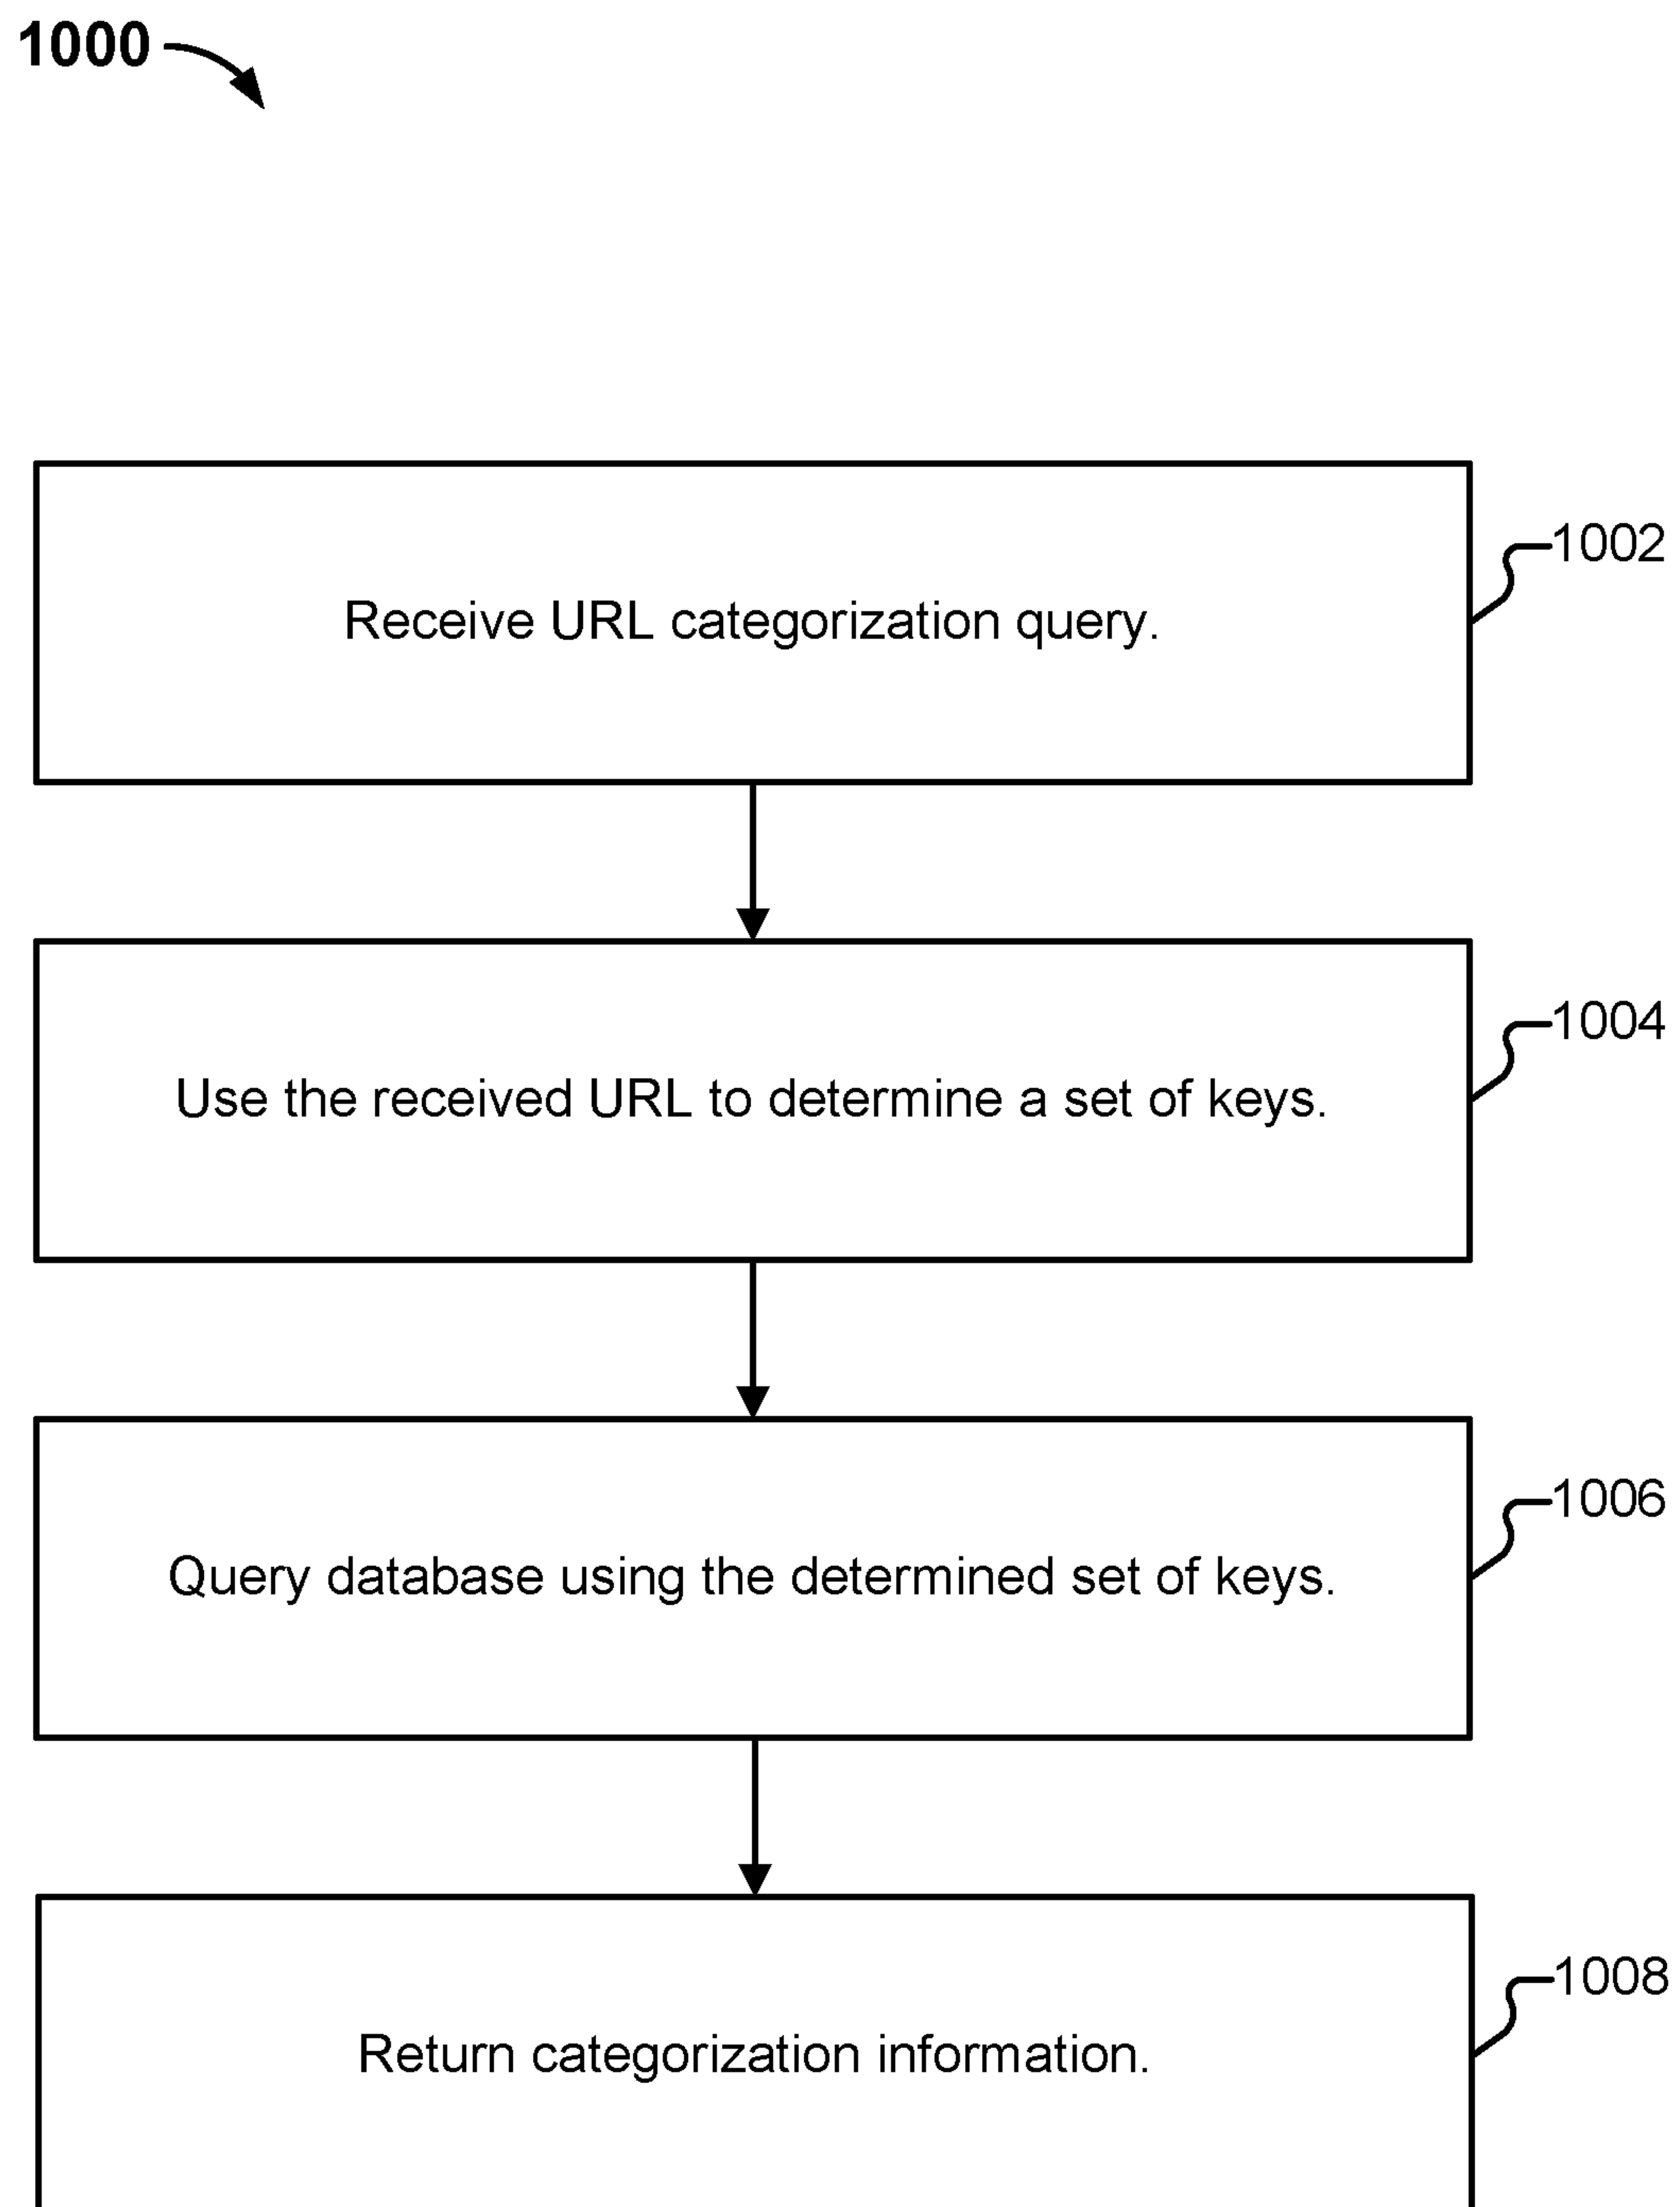 1000
Receive URL categorization query.
1002
Use the received URL to determine a set of keys.
1004
Query database using the determined set of keys.
1006
Return categorization information.
1008